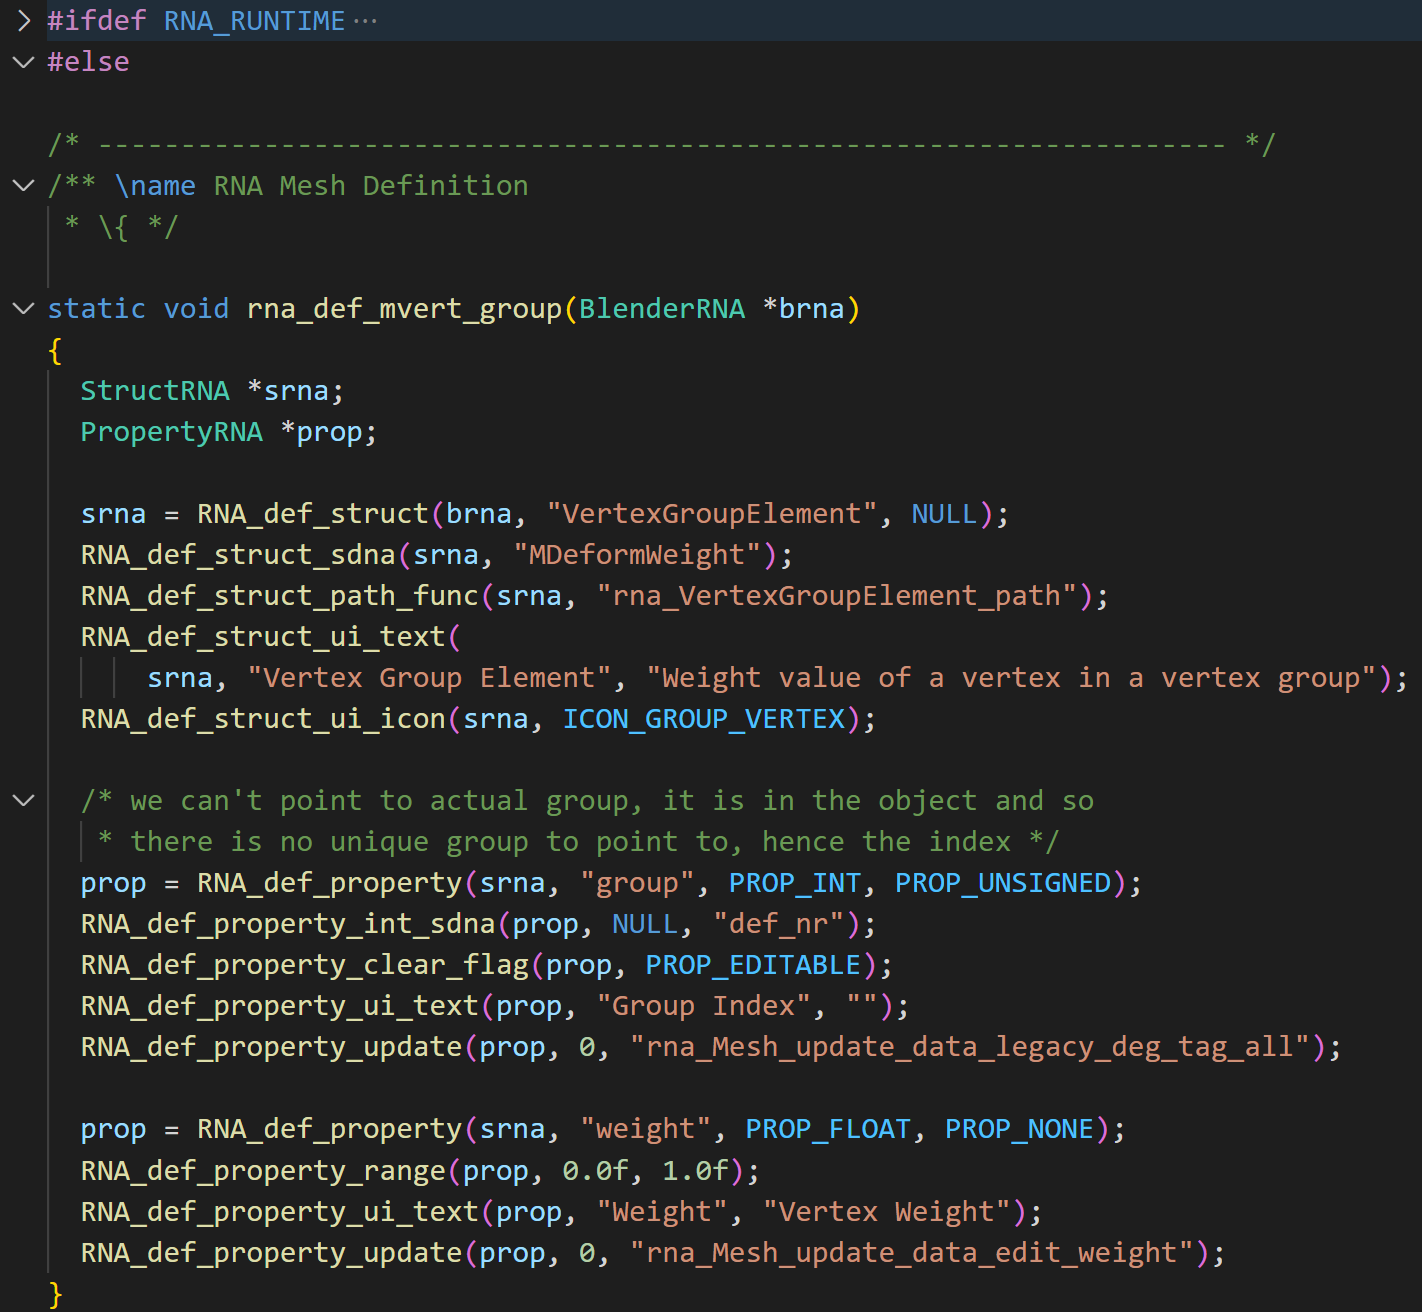 #ifdef RNA_RUNTIME ···
#else
/* -------------------------------------------------------------------- */
/** \name RNA Mesh Definition
 * \{ */
static void rna_def_mvert_group(BlenderRNA *brna)
{
  StructRNA *srna;
  PropertyRNA *prop;
  srna = RNA_def_struct(brna, "VertexGroupElement", NULL);
  RNA_def_struct_sdna(srna, "MDeformWeight");
  RNA_def_struct_path_func(srna, "rna_VertexGroupElement_path");
  RNA_def_struct_ui_text(
      srna, "Vertex Group Element", "Weight value of a vertex in a vertex group");
  RNA_def_struct_ui_icon(srna, ICON_GROUP_VERTEX);
  /* we can't point to actual group, it is in the object and so
   * there is no unique group to point to, hence the index */
  prop = RNA_def_property(srna, "group", PROP_INT, PROP_UNSIGNED);
  RNA_def_property_int_sdna(prop, NULL, "def_nr");
  RNA_def_property_clear_flag(prop, PROP_EDITABLE);
  RNA_def_property_ui_text(prop, "Group Index", "");
  RNA_def_property_update(prop, 0, "rna_Mesh_update_data_legacy_deg_tag_all");
  prop = RNA_def_property(srna, "weight", PROP_FLOAT, PROP_NONE);
  RNA_def_property_range(prop, 0.0f, 1.0f);
  RNA_def_property_ui_text(prop, "Weight", "Vertex Weight");
  RNA_def_property_update(prop, 0, "rna_Mesh_update_data_edit_weight");
}